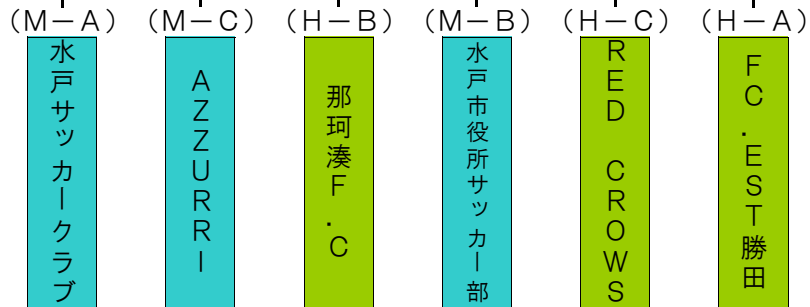 (M－A) (M－C) (H－B) (M－B) (H－C) (H－A)
水戸サッカークラブ
AZZURRI
那珂湊F.C
水戸市役所サッカー部
RED CROWS
FC.EST勝田